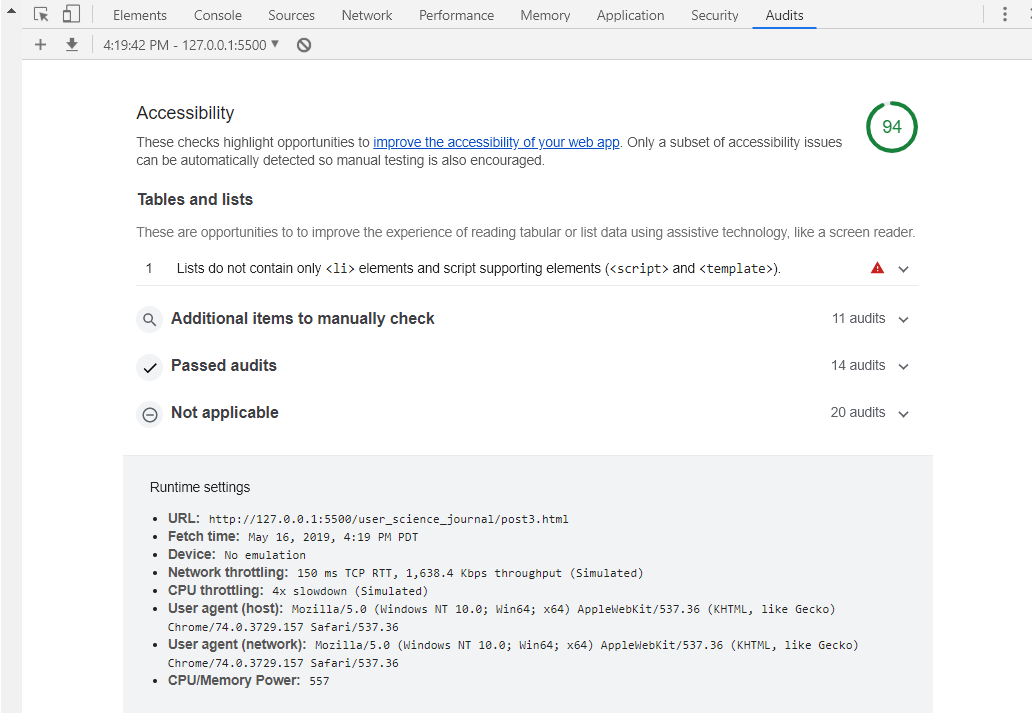 Elements Console Sources Network Performance Memory Application Security Audits
4:19:42 PM - 127.0.0.1:5500
Accessibility
94
These checks highlight opportunities to improve the accessibility of your web app. Only a subset of accessibility issues
can be automatically detected so manual testing is also encouraged.
Tables and lists
These are opportunities to to improve the experience of reading tabular or list data using assistive technology, like a screen reader.
1 Lists do not contain only <li> elements and script supporting elements (<script> and <template>).
Additional items to manually check 11 audits
Passed audits 14 audits
Not applicable 20 audits
Runtime settings
• URL: http://127.0.0.1:5500/user_science_journal/post3.html
• Fetch time: May 16, 2019, 4:19 PM PDT
• Device: No emulation
• Network throttling: 150 ms TCP RTT, 1,638.4 Kbps throughput (Simulated)
• CPU throttling: 4x slowdown (Simulated)
• User agent (host): Mozilla/5.0 (Windows NT 10.0; Win64; x64) AppleWebKit/537.36 (KHTML, like Gecko)
Chrome/74.0.3729.157 Safari/537.36
• User agent (network): Mozilla/5.0 (Windows NT 10.0; Win64; x64) AppleWebKit/537.36 (KHTML, like Gecko)
Chrome/74.0.3729.157 Safari/537.36
• CPU/Memory Power: 557